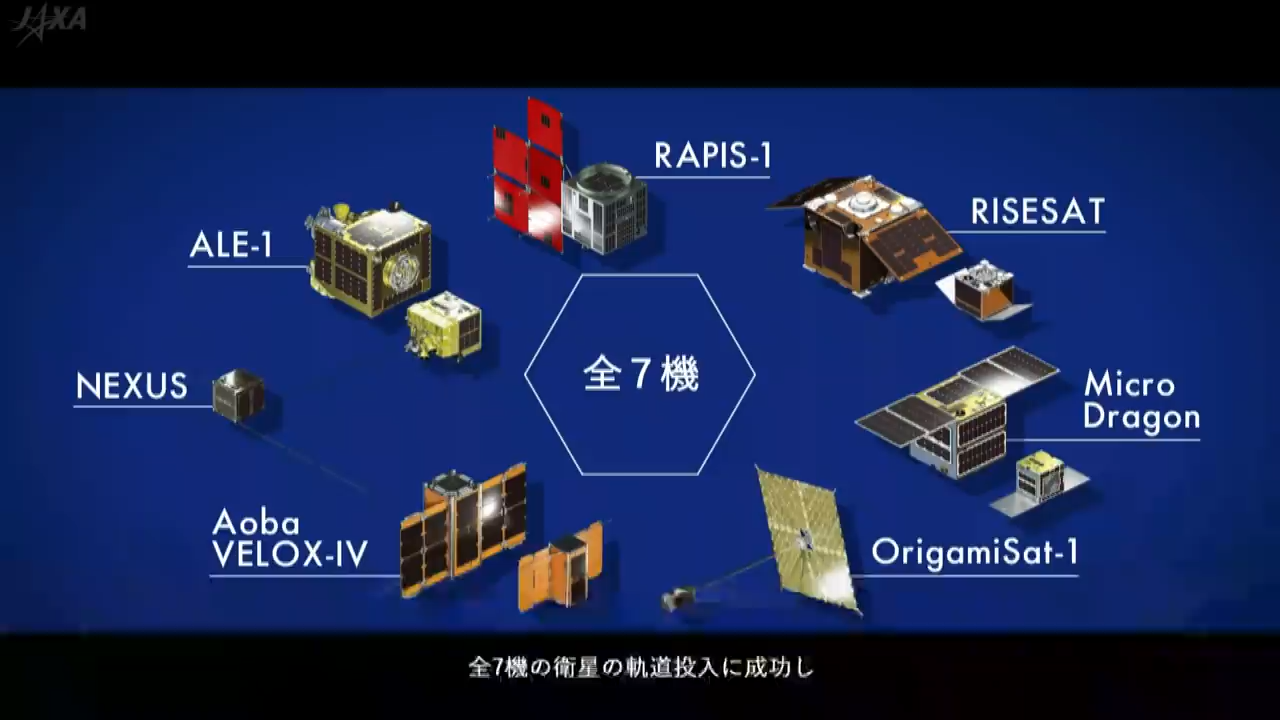 JAXA
RAPIS-1
RISESAT
ALE-1
全7機
NEXUS
Micro
Dragon
Aoba
VELOX-IV
OrigamiSat-1
全7機の衛星の軌道投入に成功し